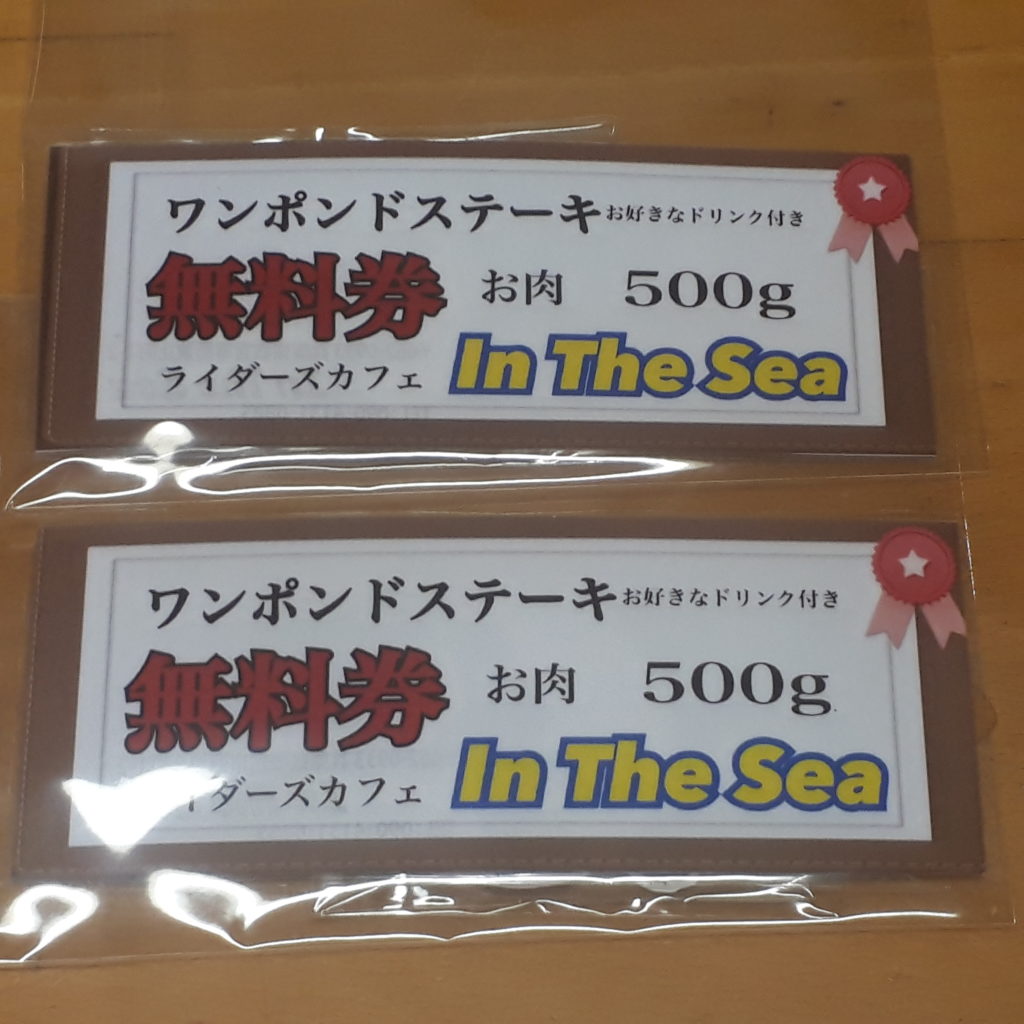 ワンポンドステーキお好きなドリンク付き
無料券 お肉 500g
ライダーズカフェ In The Sea
ワンポンドステーキお好きなドリンク付き
無料券 お肉 500g
イダーズカフェ In The Sea